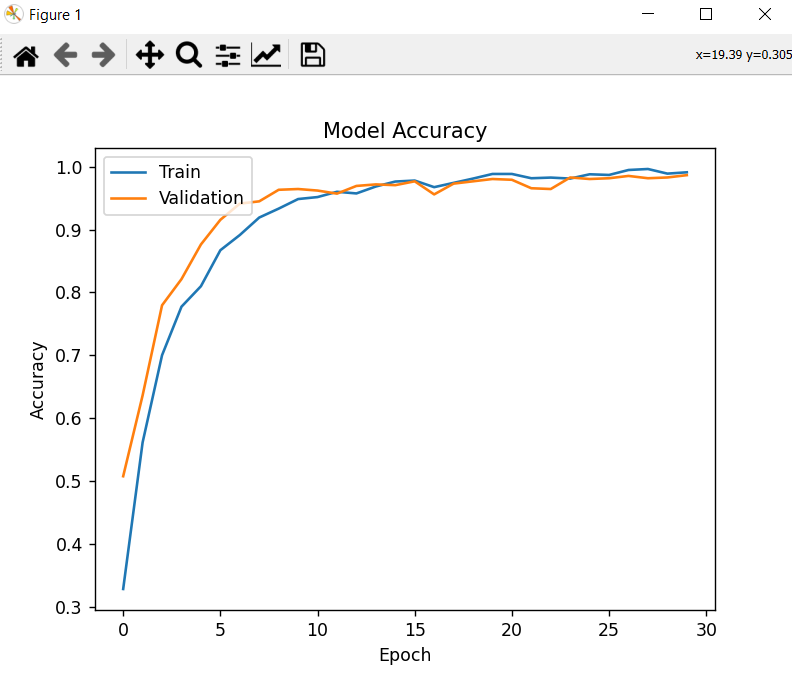 Figure 1
x=19.39 y=0.305
Model Accuracy
Train
Validation
1.0
0.9
0.8
0.7
0.6
0.5
0.4
0.3
Accuracy
0 5 10 15 20 25 30
Epoch